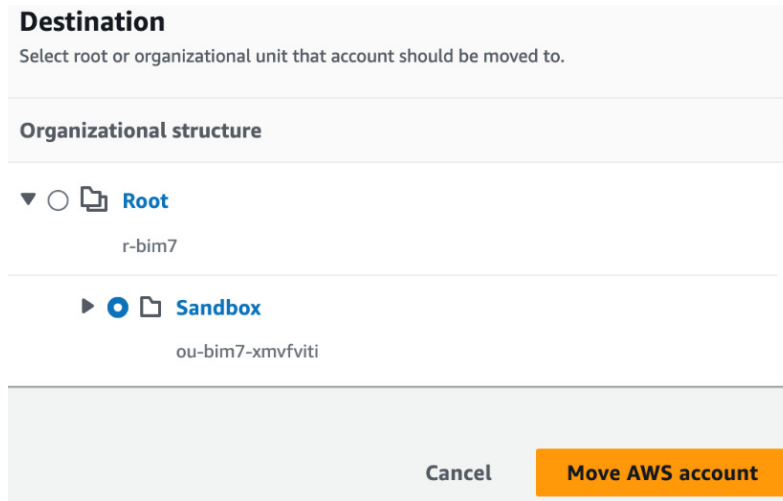 Destination
Select root or organizational unit that account should be moved to.
Organizational structure
Root
r-bim7
Sandbox
ou-bim7-xmvfviti
Cancel Move AWS account